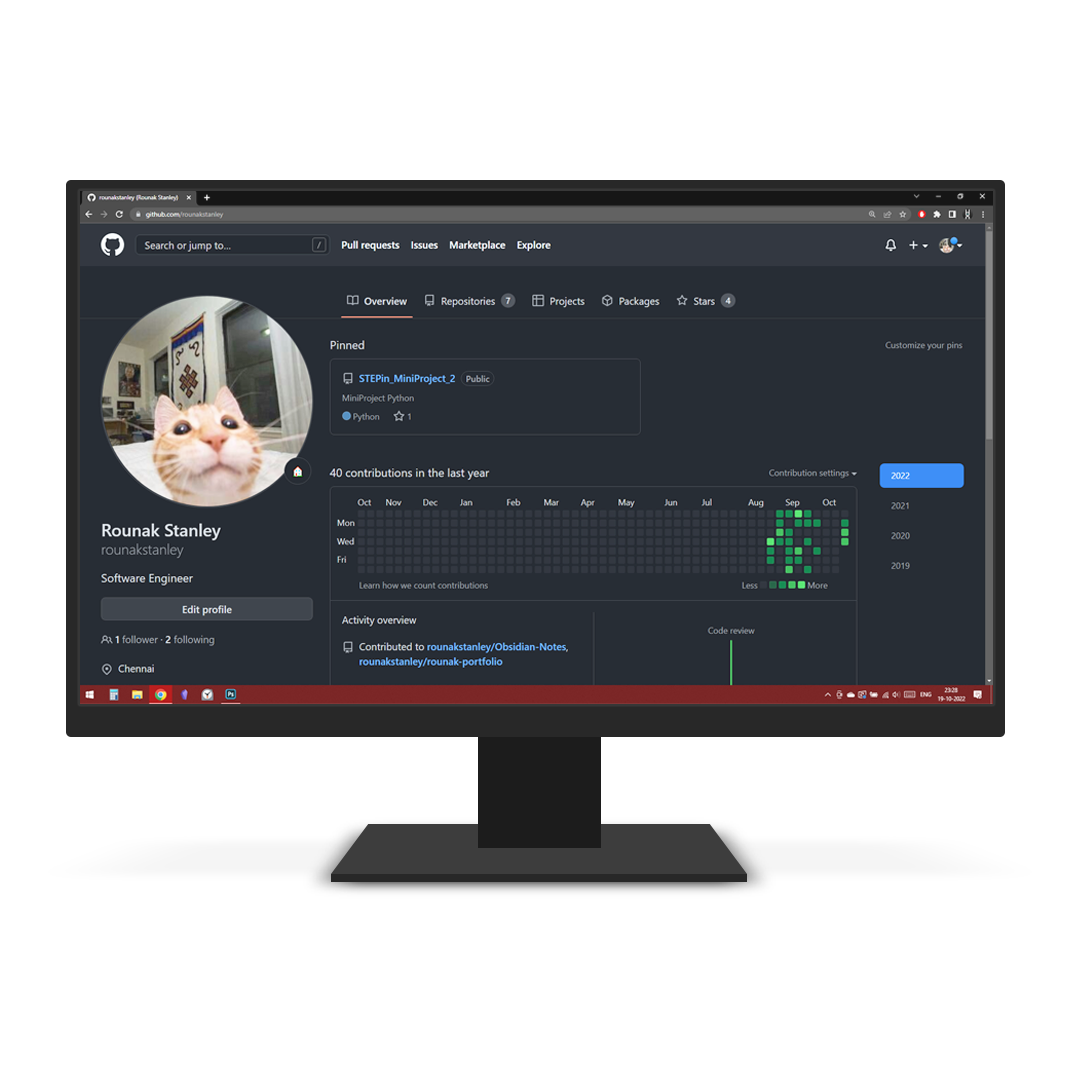 rounakstanley (Rounak Stanley)
github.com/rounakstanley
Search or jump to... /
Pull requests Issues Marketplace Explore
Overview Repositories 7 Projects Packages Stars 4
Pinned Customize your pins
STEPin_MiniProject_2 Public
MiniProject Python
Python 1
40 contributions in the last year Contribution settings
2022
2021
2020
2019
Oct Nov Dec Jan Feb Mar Apr May Jun Jul Aug Sep Oct
Mon
Wed
Fri
Learn how we count contributions Less More
Rounak Stanley
rounakstanley
Software Engineer
Edit profile
1 follower · 2 following
Chennai
Activity overview
Contributed to rounakstanley/Obsidian-Notes,
rounakstanley/rounak-portfolio
Code review
Ps
ENG
23:28
19-10-2022